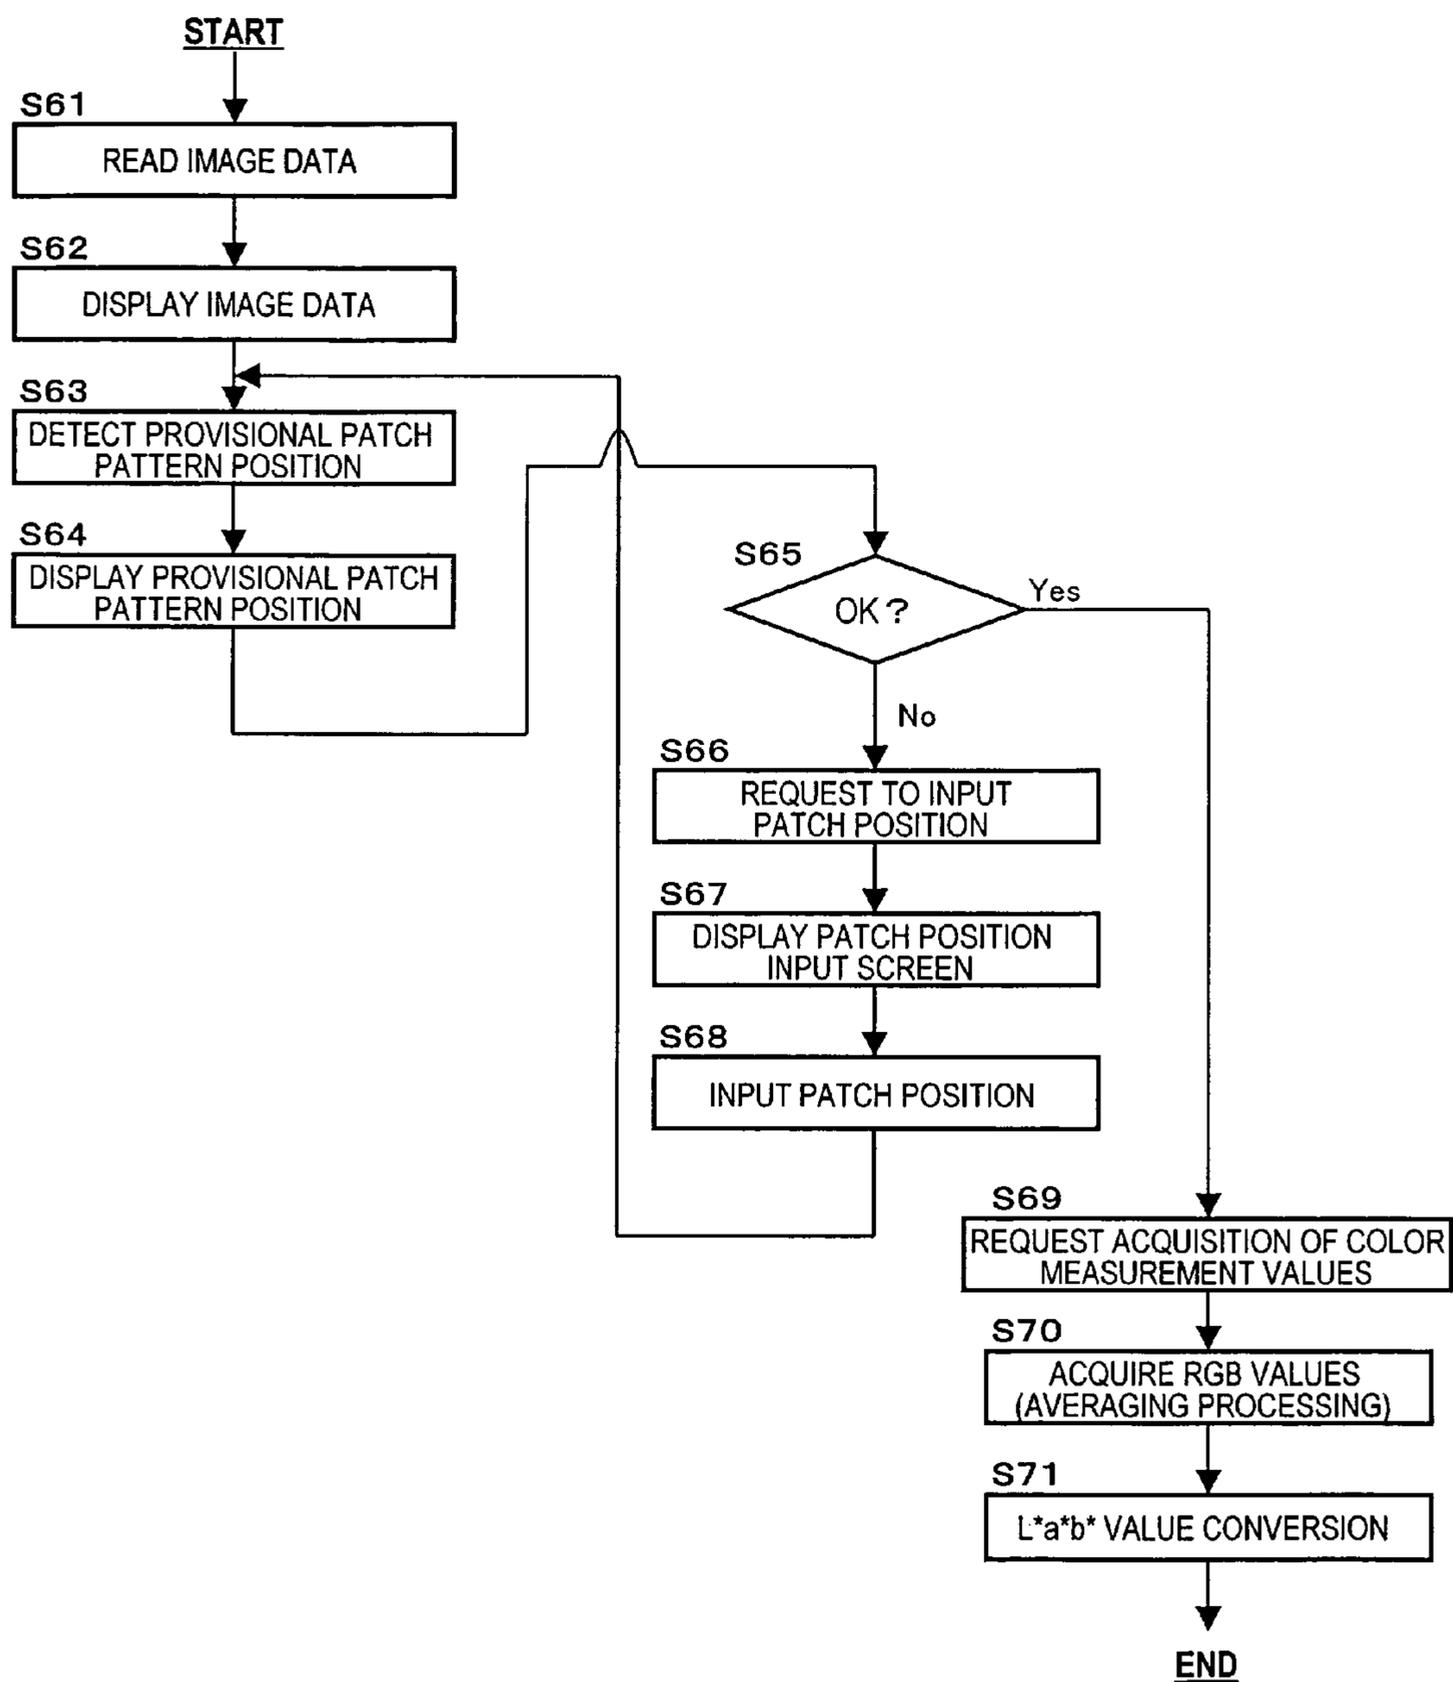 START
S61
READ IMAGE DATA
S62
DISPLAY IMAGE DATA
S63
DETECT PROVISIONAL PATCH
PATTERN POSITION
S64
DISPLAY PROVISIONAL PATCH
PATTERN POSITION
S65
OK?
Yes
No
S66
REQUEST TO INPUT
PATCH POSITION
S67
DISPLAY PATCH POSITION
INPUT SCREEN
S68
INPUT PATCH POSITION
S69
REQUEST ACQUISITION OF COLOR
MEASUREMENT VALUES
S70
ACQUIRE RGB VALUES
(AVERAGING PROCESSING)
S71
L*a*b* VALUE CONVERSION
END